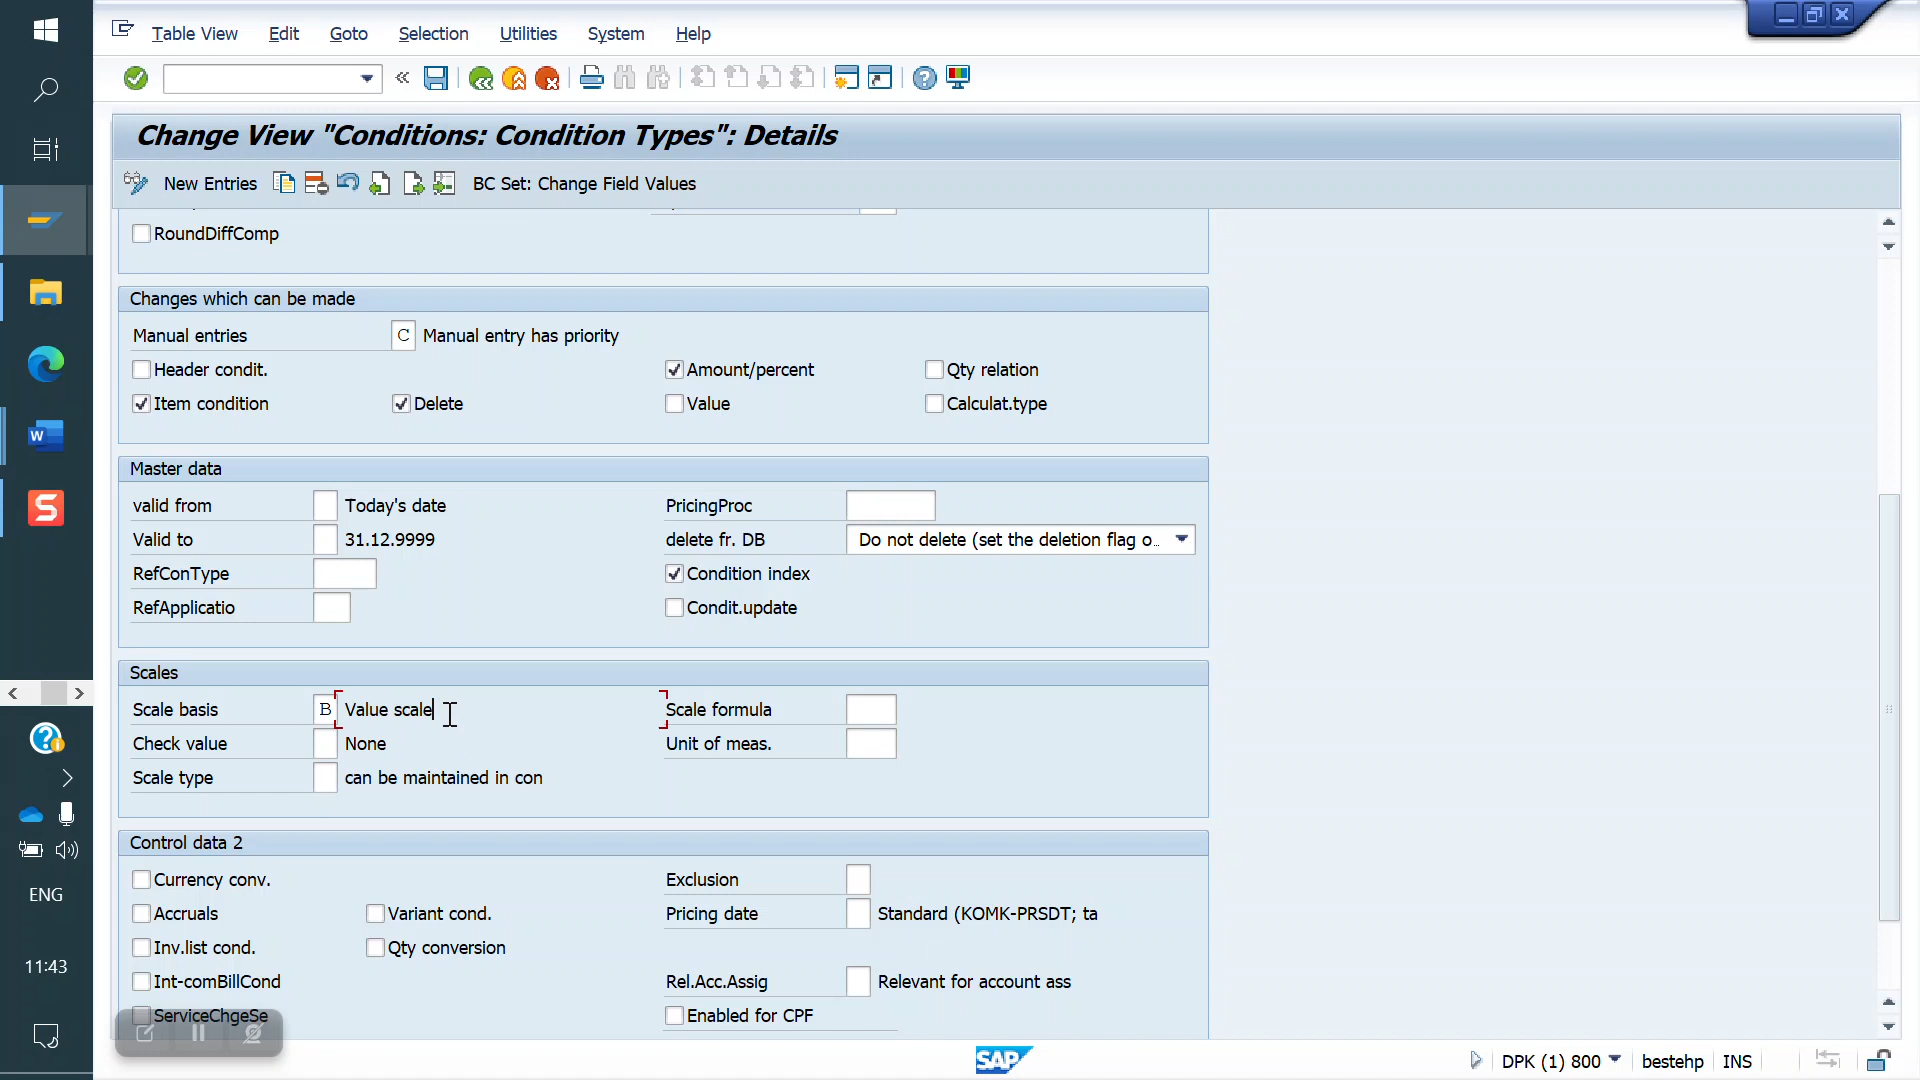 Table View Edit Goto Selection Utilities System Help
Change View "Conditions: Condition Types": Details
New Entries BC Set: Change Field Values
RoundDiffComp
Changes which can be made
Manual entries C Manual entry has priority
Header condit. Amount/percent Qty relation
Item condition Delete Value Calculat.type
Master data
valid from Today's date PricingProc
Valid to 31.12.9999 delete fr. DB Do not delete (set the deletion flag o..
RefConType Condition index
RefApplicatio Condit.update
Scales
Scale basis B Value scale Scale formula
Check value None Unit of meas.
Scale type can be maintained in con
Control data 2
Currency conv. Exclusion
Accruals Variant cond. Pricing date Standard (KOMK-PRSDT; ta
Inv.list cond. Qty conversion
Int-comBillCond Rel.Acc.Assig Relevant for account ass
ServiceChgeSe Enabled for CPF
SAP DPK (1) 800 bestehp INS
W
S
ENG
11:43